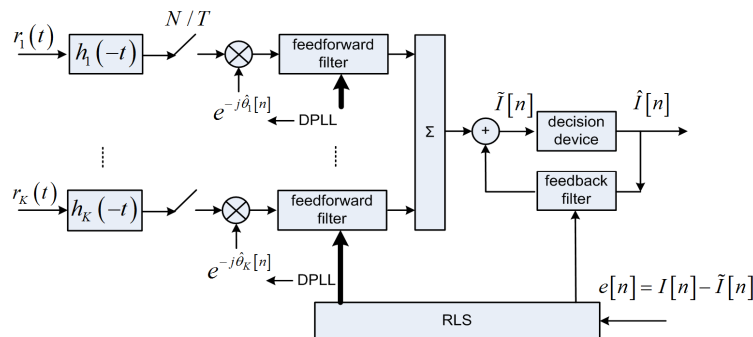 N/T
r₁(t)
h₁(-t)
feedforward
filter
e^{-jθ̂₁[n]}
DPLL
Σ
+
Ĩ[n]
decision
device
Î[n]
feedback
filter
r_K(t)
h_K(-t)
feedforward
filter
e^{-jθ̂_K[n]}
DPLL
RLS
e[n] = I[n] - Ĩ[n]